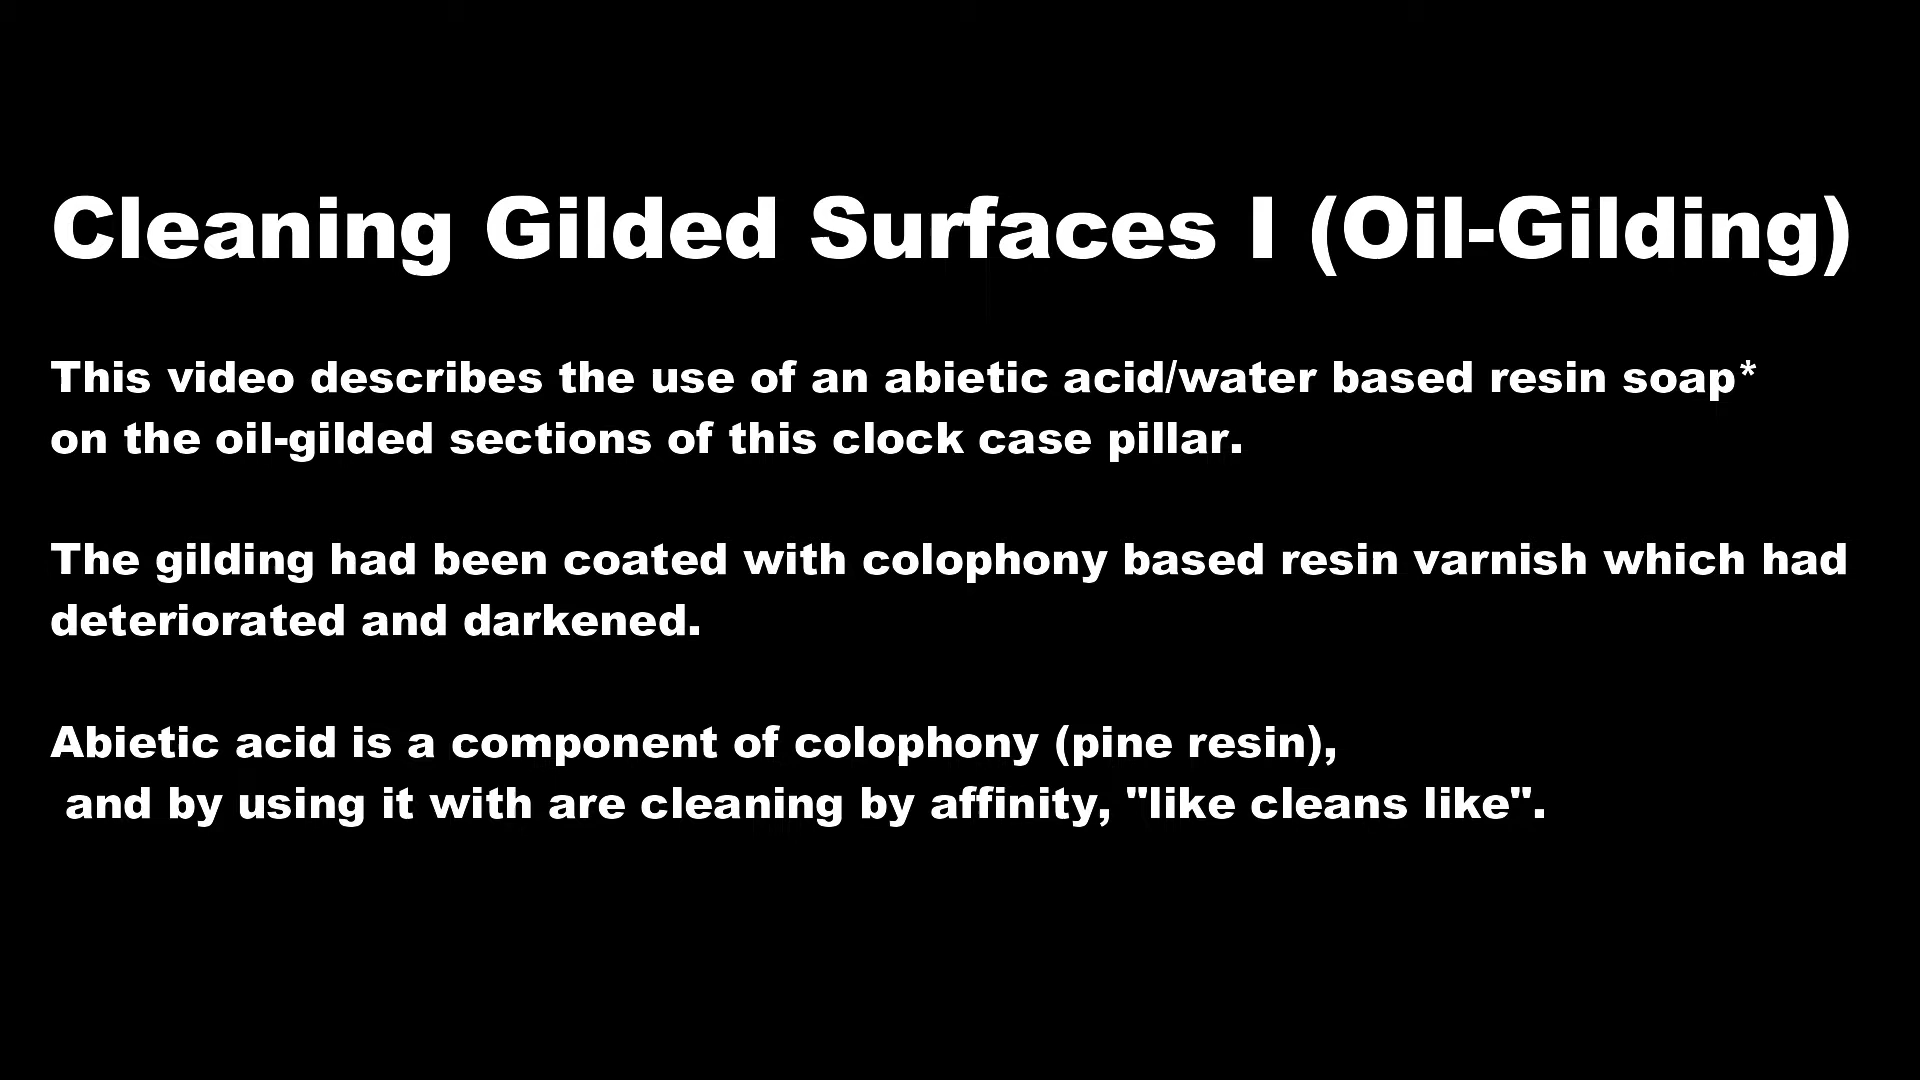 Cleaning Gilded Surfaces I (Oil-Gilding)
This video describes the use of an abietic acid/water based resin soap*
on the oil-gilded sections of this clock case pillar.
The gilding had been coated with colophony based resin varnish which had
deteriorated and darkened.
Abietic acid is a component of colophony (pine resin),
and by using it with are cleaning by affinity, "like cleans like".